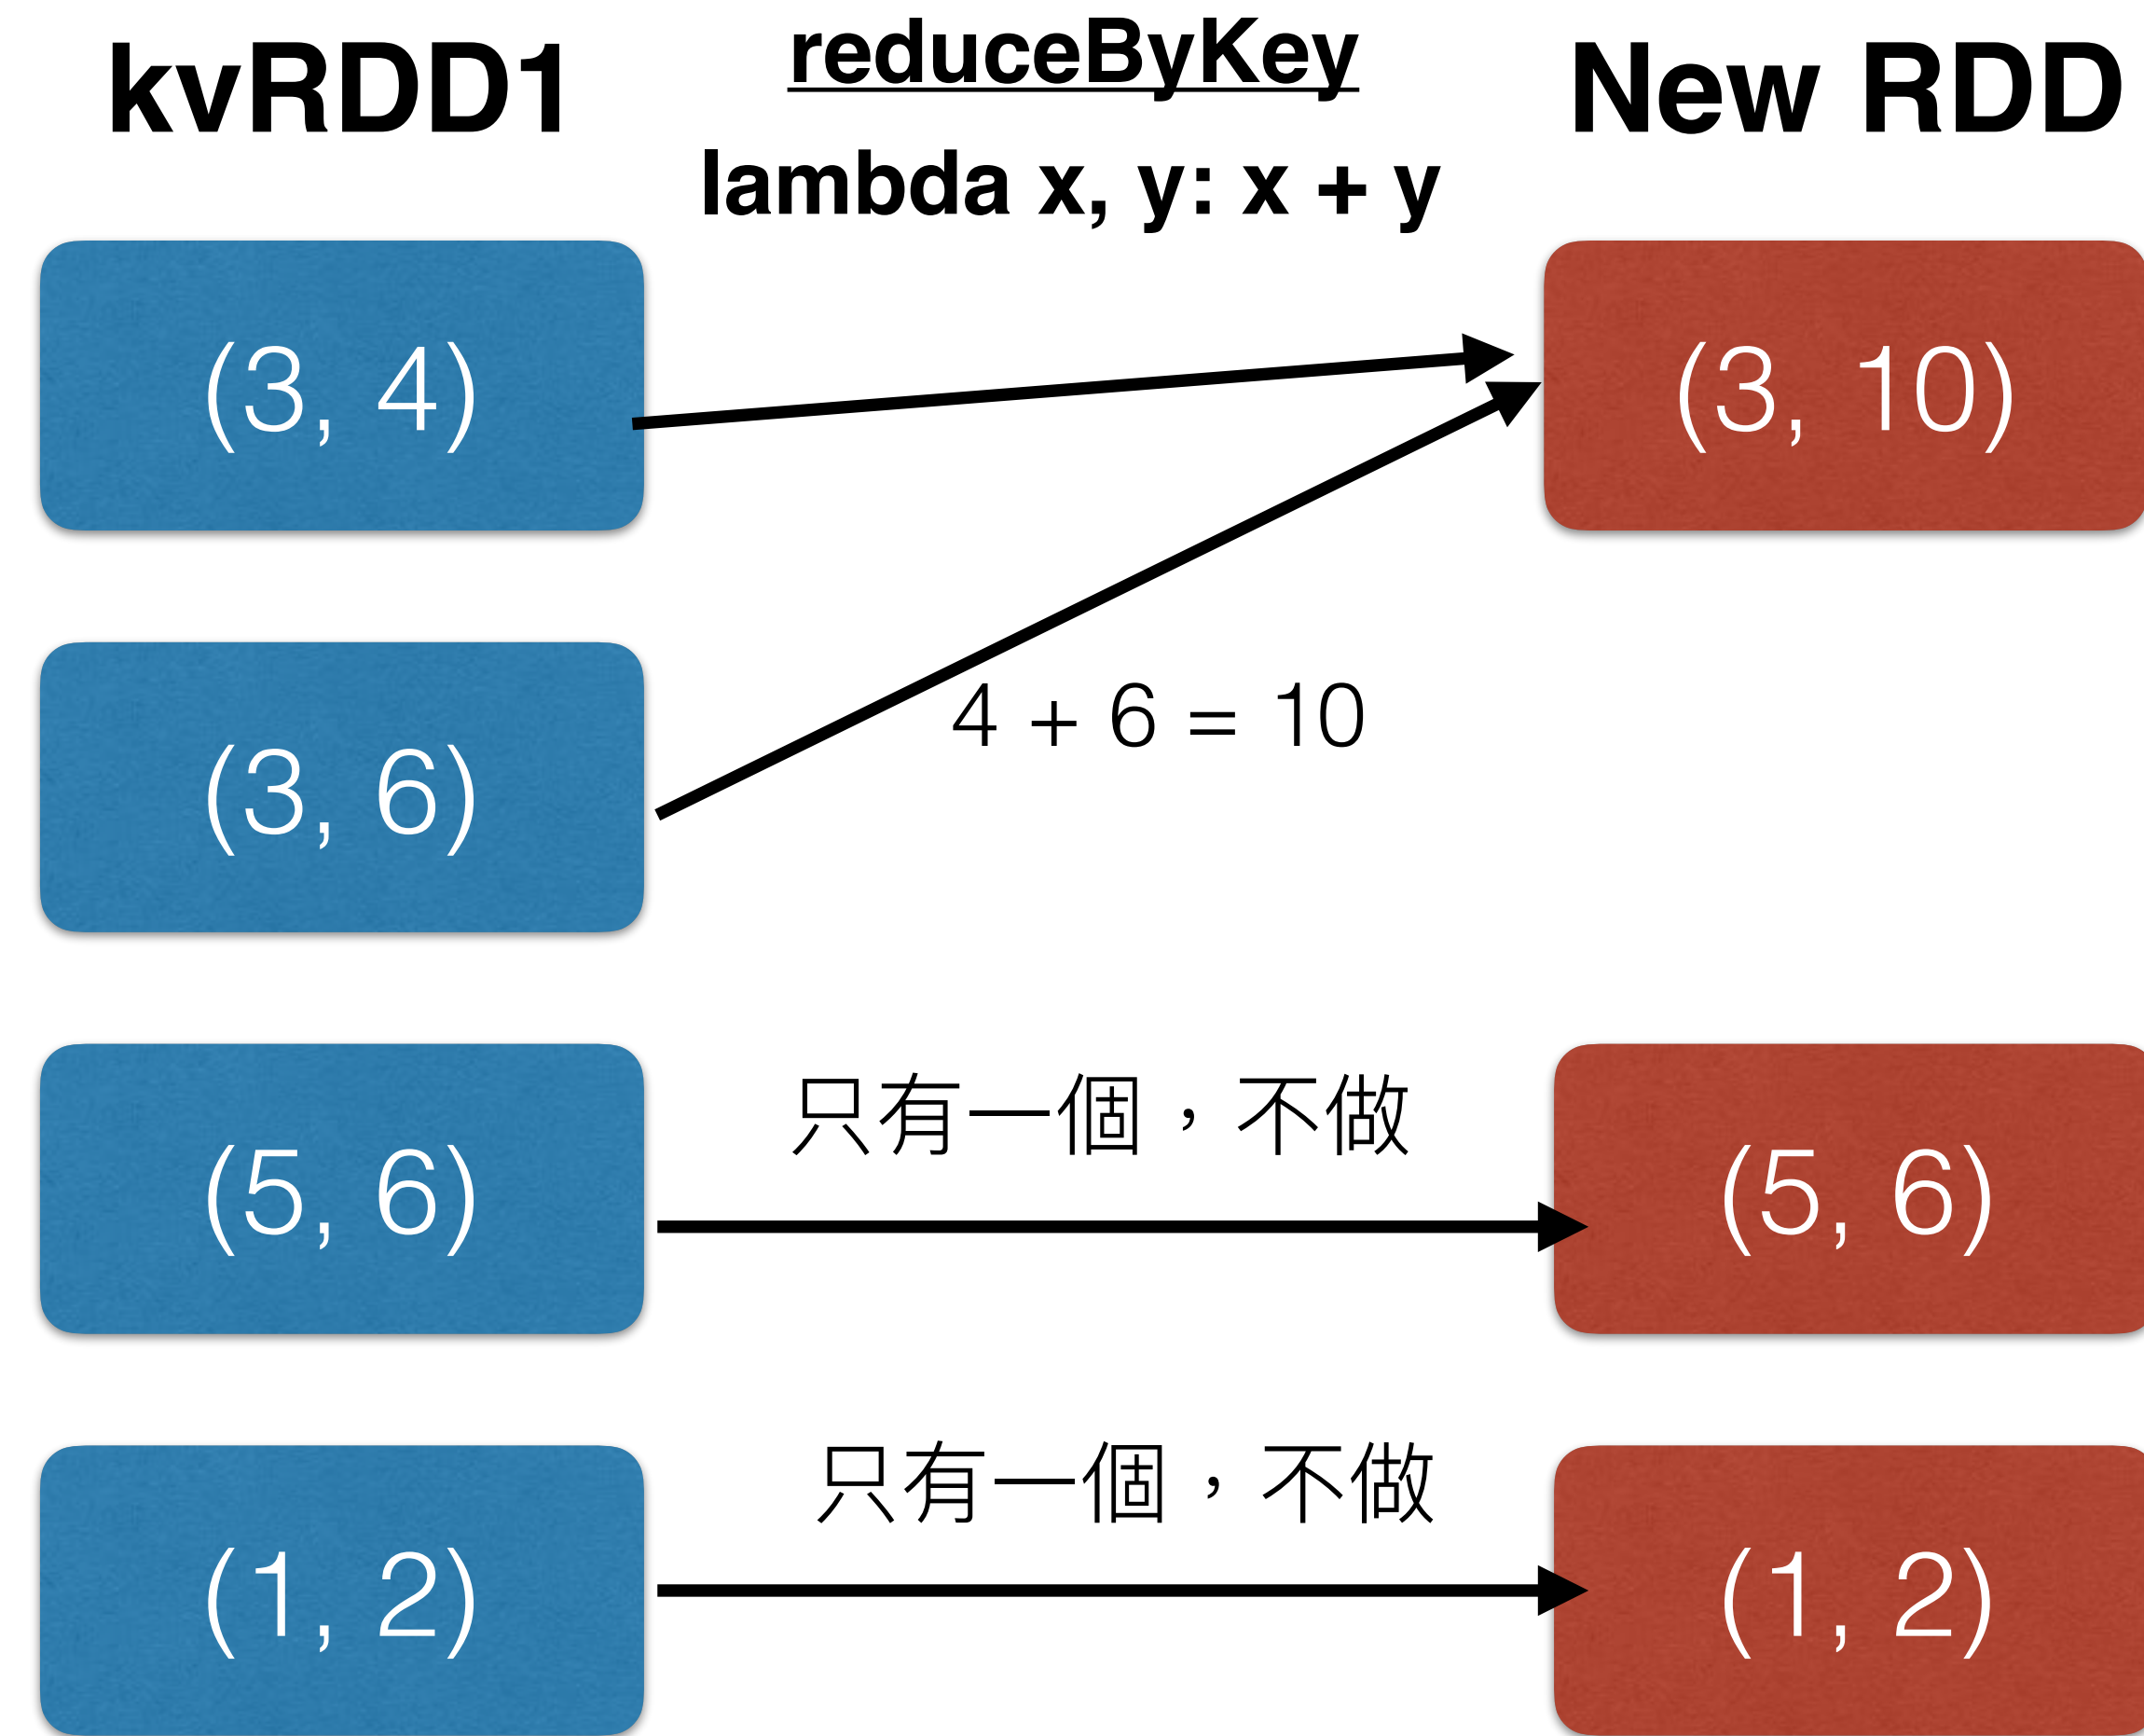 kvRDD1
reduceByKey
lambda x, y: x + y
New RDD
(3, 4)
(3, 10)
(3, 6)
4 + 6 = 10
只有一個，不做
(5, 6)
(5, 6)
只有一個，不做
(1, 2)
(1, 2)